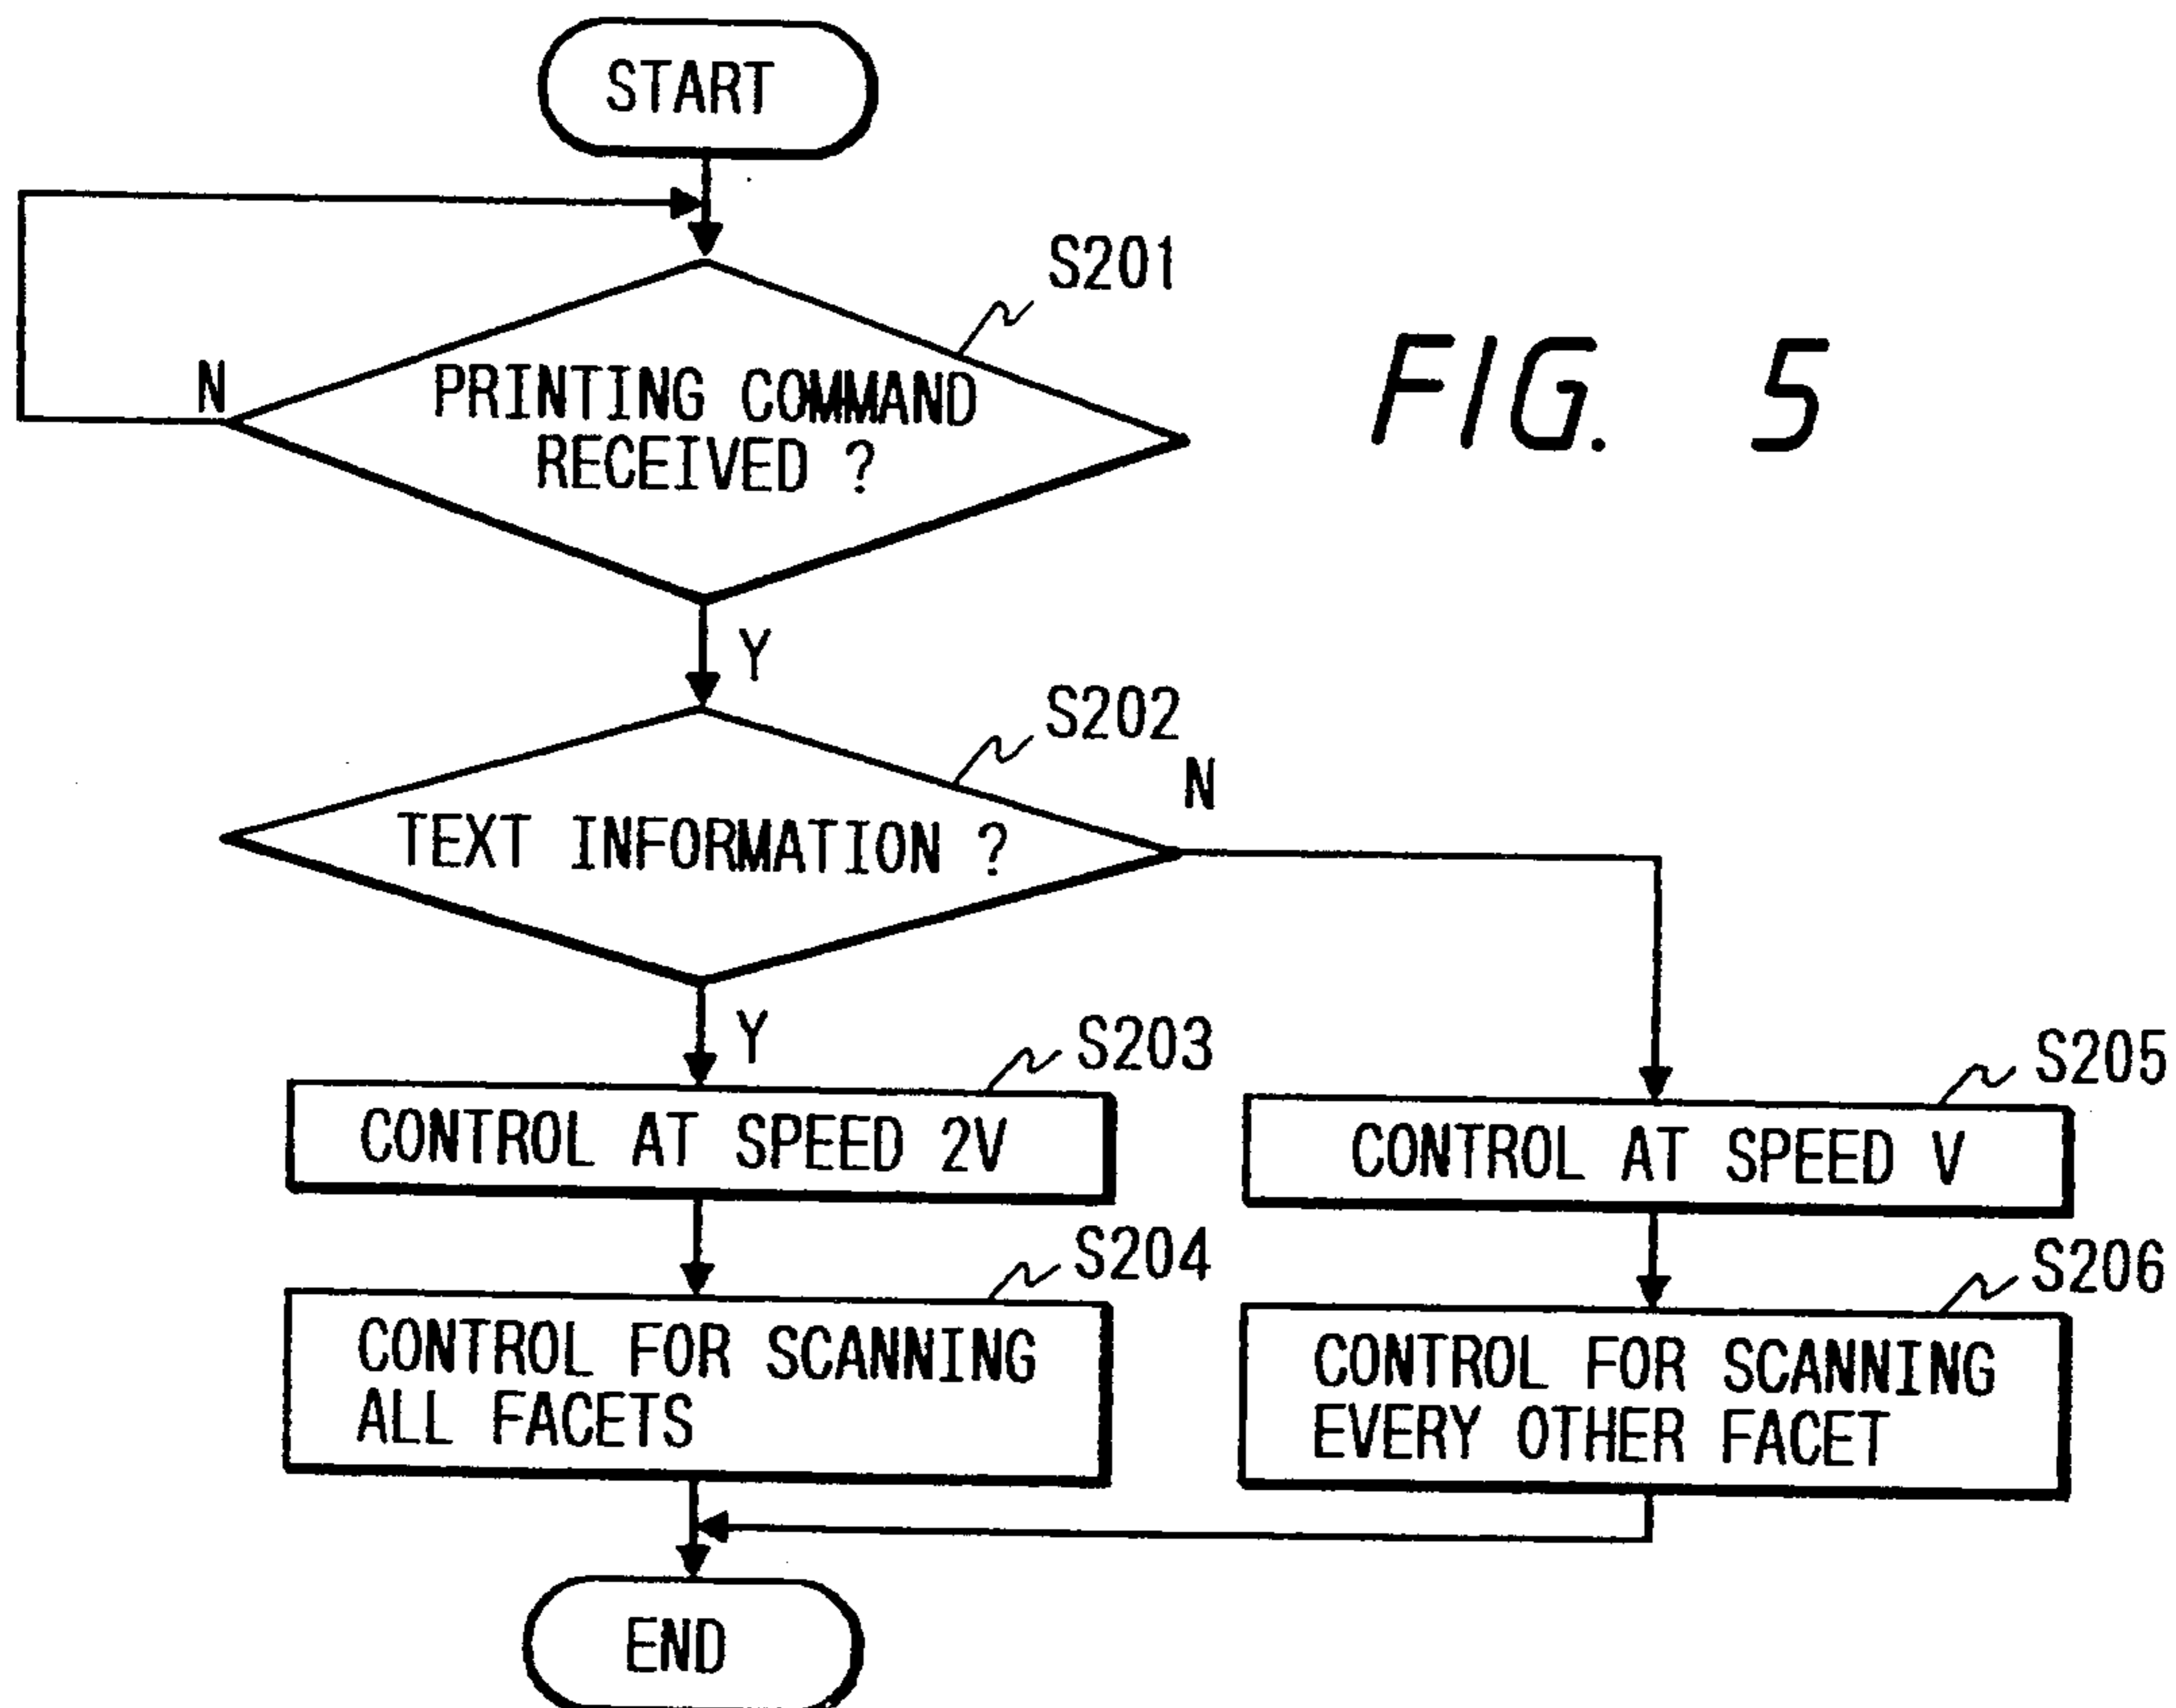 START
S201
FIG. 5
N
PRINTING COMMAND
RECEIVED ?
Y
S202
N
TEXT INFORMATION ?
Y
S203
S205
CONTROL AT SPEED 2V
CONTROL AT SPEED V
S204
S206
CONTROL FOR SCANNING
ALL FACETS
CONTROL FOR SCANNING
EVERY OTHER FACET
END